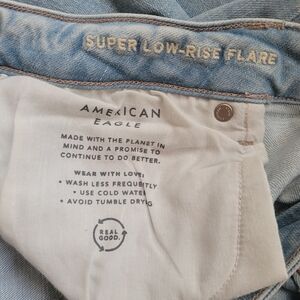 SUPER LOW-RISE FLARE
AMERICAN
EAGLE
MADE WITH THE PLANET IN
MIND AND A PROMISE TO
CONTINUE TO DO BETTER.
WEAR WITH LOVE:
• WASH LESS FREQUENTLY
• USE COLD WATER
• AVOID TUMBLE DRYING
REAL
GOOD.